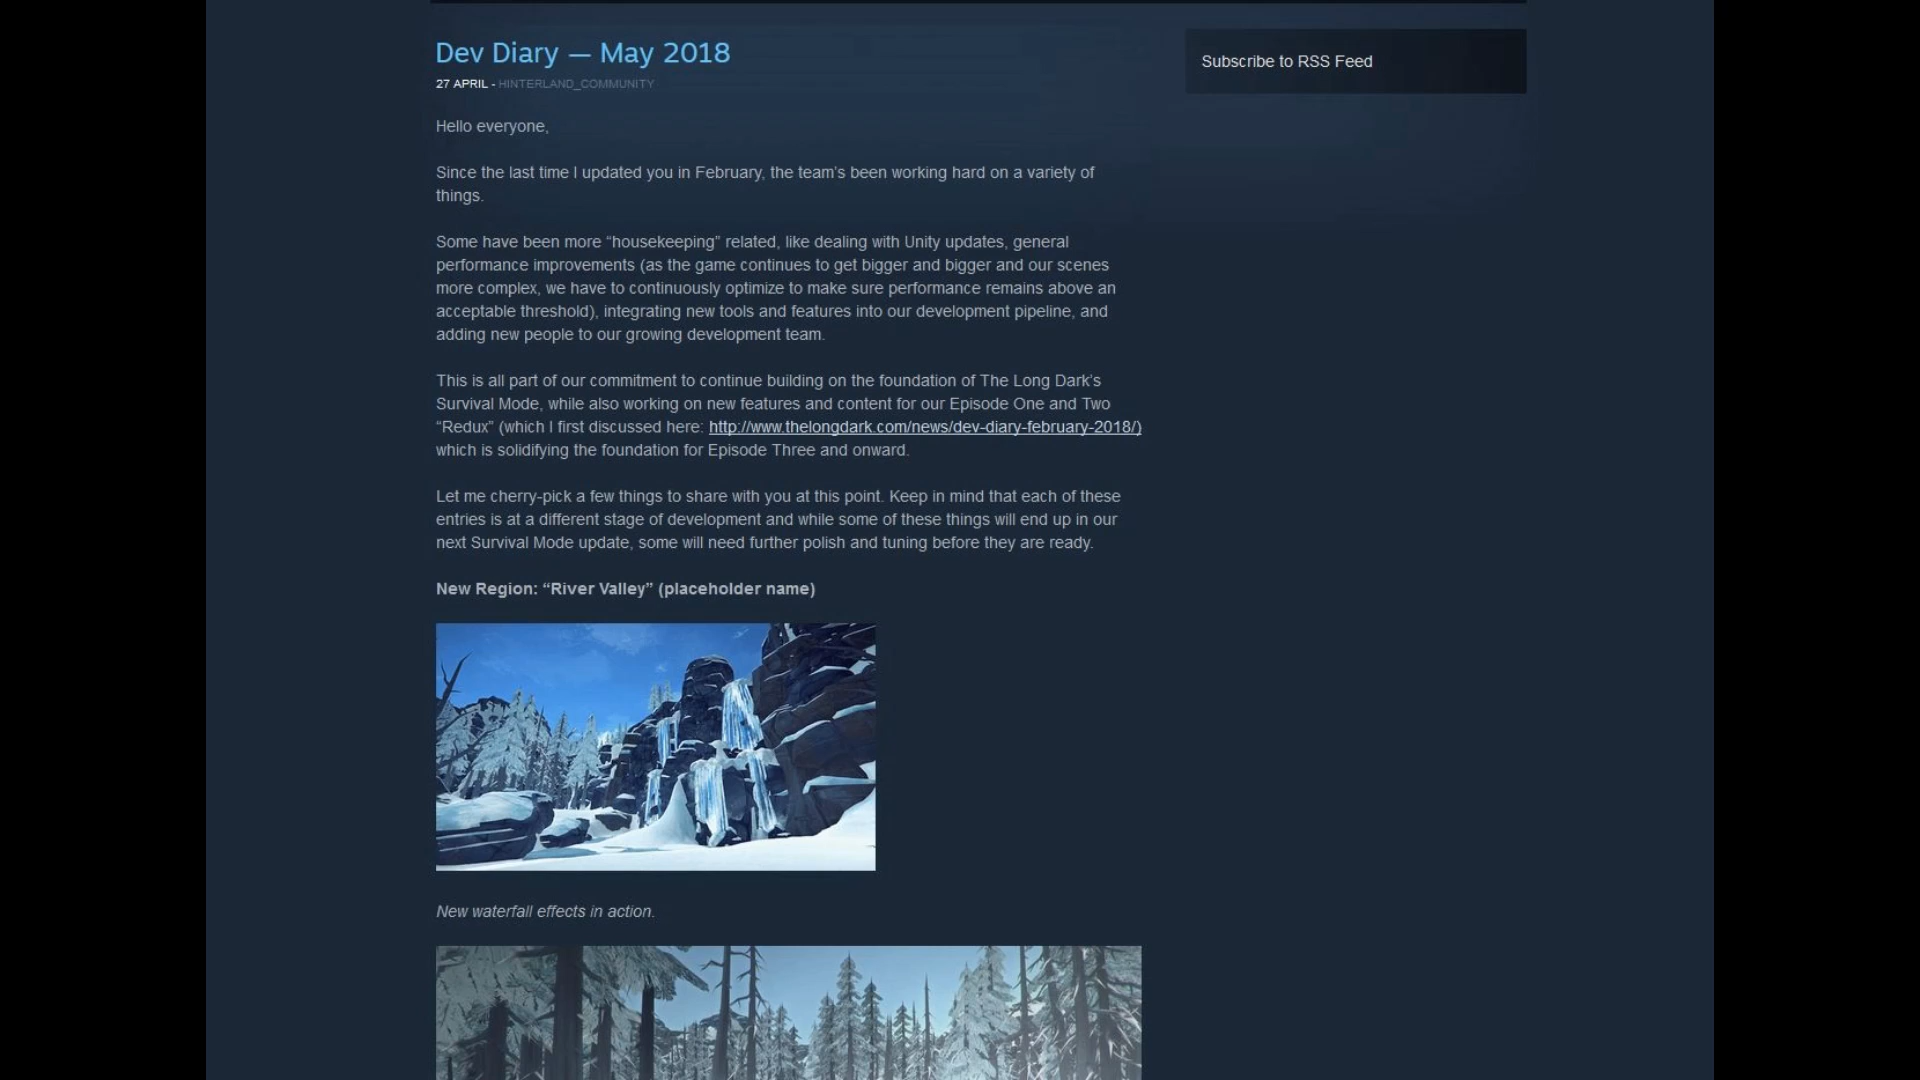 Dev Diary — May 2018
27 APRIL - HINTERLAND_COMMUNITY
Subscribe to RSS Feed
Hello everyone,
Since the last time I updated you in February, the team's been working hard on a variety of
things.
Some have been more “housekeeping” related, like dealing with Unity updates, general
performance improvements (as the game continues to get bigger and bigger and our scenes
more complex, we have to continuously optimize to make sure performance remains above an
acceptable threshold), integrating new tools and features into our development pipeline, and
adding new people to our growing development team.
This is all part of our commitment to continue building on the foundation of The Long Dark's
Survival Mode, while also working on new features and content for our Episode One and Two
“Redux” (which I first discussed here: http://www.thelongdark.com/news/dev-diary-february-2018/)
which is solidifying the foundation for Episode Three and onward.
Let me cherry-pick a few things to share with you at this point. Keep in mind that each of these
entries is at a different stage of development and while some of these things will end up in our
next Survival Mode update, some will need further polish and tuning before they are ready.
New Region: “River Valley” (placeholder name)
New waterfall effects in action.